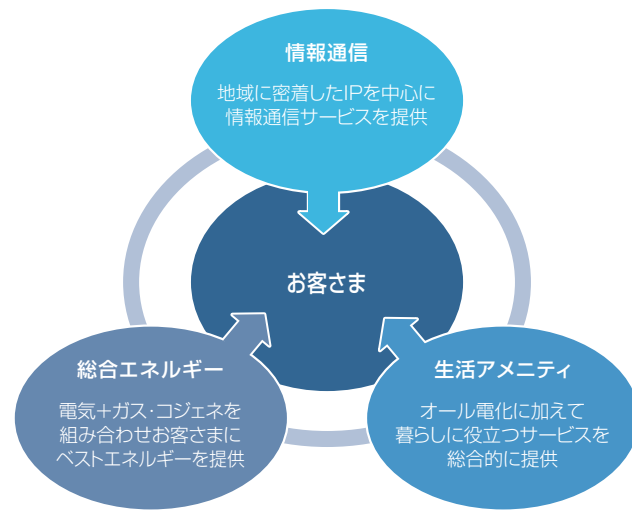 情報通信
地域に密着したIPを中心に
情報通信サービスを提供
お客さま
総合エネルギー
電気+ガス・コジェネを
組み合わせお客さまに
ベストエネルギーを提供
生活アメニティ
オール電化に加えて
暮らしに役立つサービスを
総合的に提供